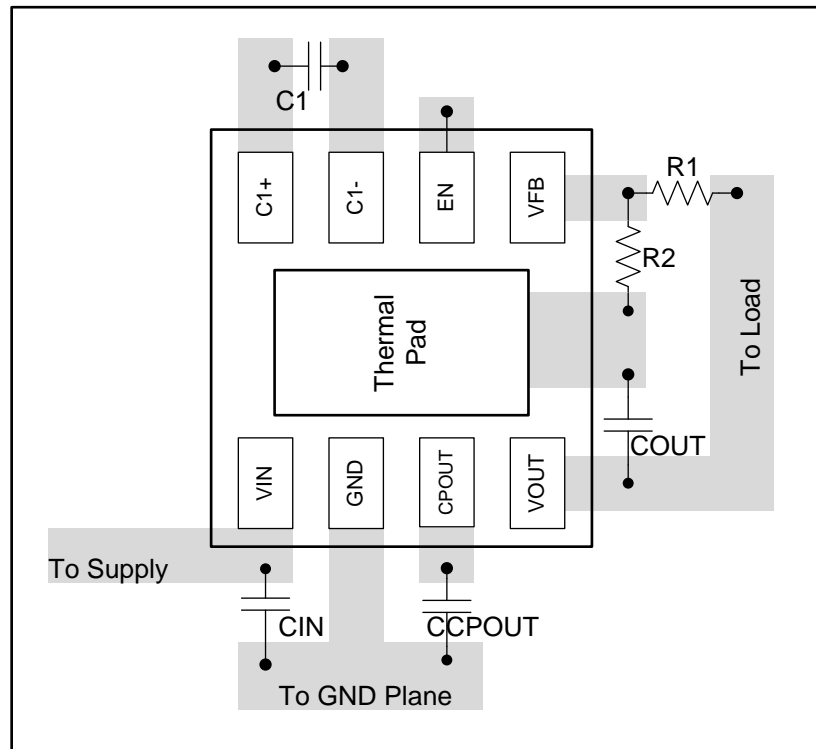 C1
C1+
C1-
EN
VFB
R1
R2
Thermal
Pad
To Load
VIN
GND
CPOUT
VOUT
COUT
To Supply
CIN
CCPOUT
To GND Plane